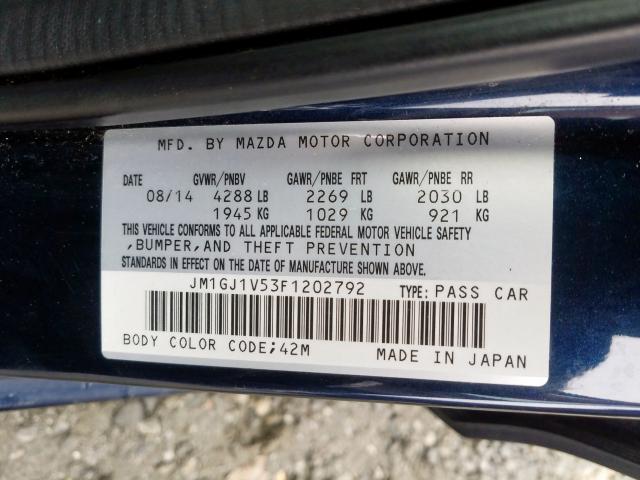 MFD. BY MAZDA MOTOR CORPORATION
DATE GVWR/PNBV GAWR/PNBE FRT GAWR/PNBE RR
08/14 4288 LB 2269 LB 2030 LB
1945 KG 1029 KG 921 KG
THIS VEHICLE CONFORMS TO ALL APPLICABLE FEDERAL MOTOR VEHICLE SAFETY
,BUMPER,AND THEFT PREVENTION
STANDARDS IN EFFECT ON THE DATE OF MANUFACTURE SHOWN ABOVE.
JM1GJ1V53F1202792 TYPE: PASS CAR
BODY COLOR CODE;42M MADE IN JAPAN